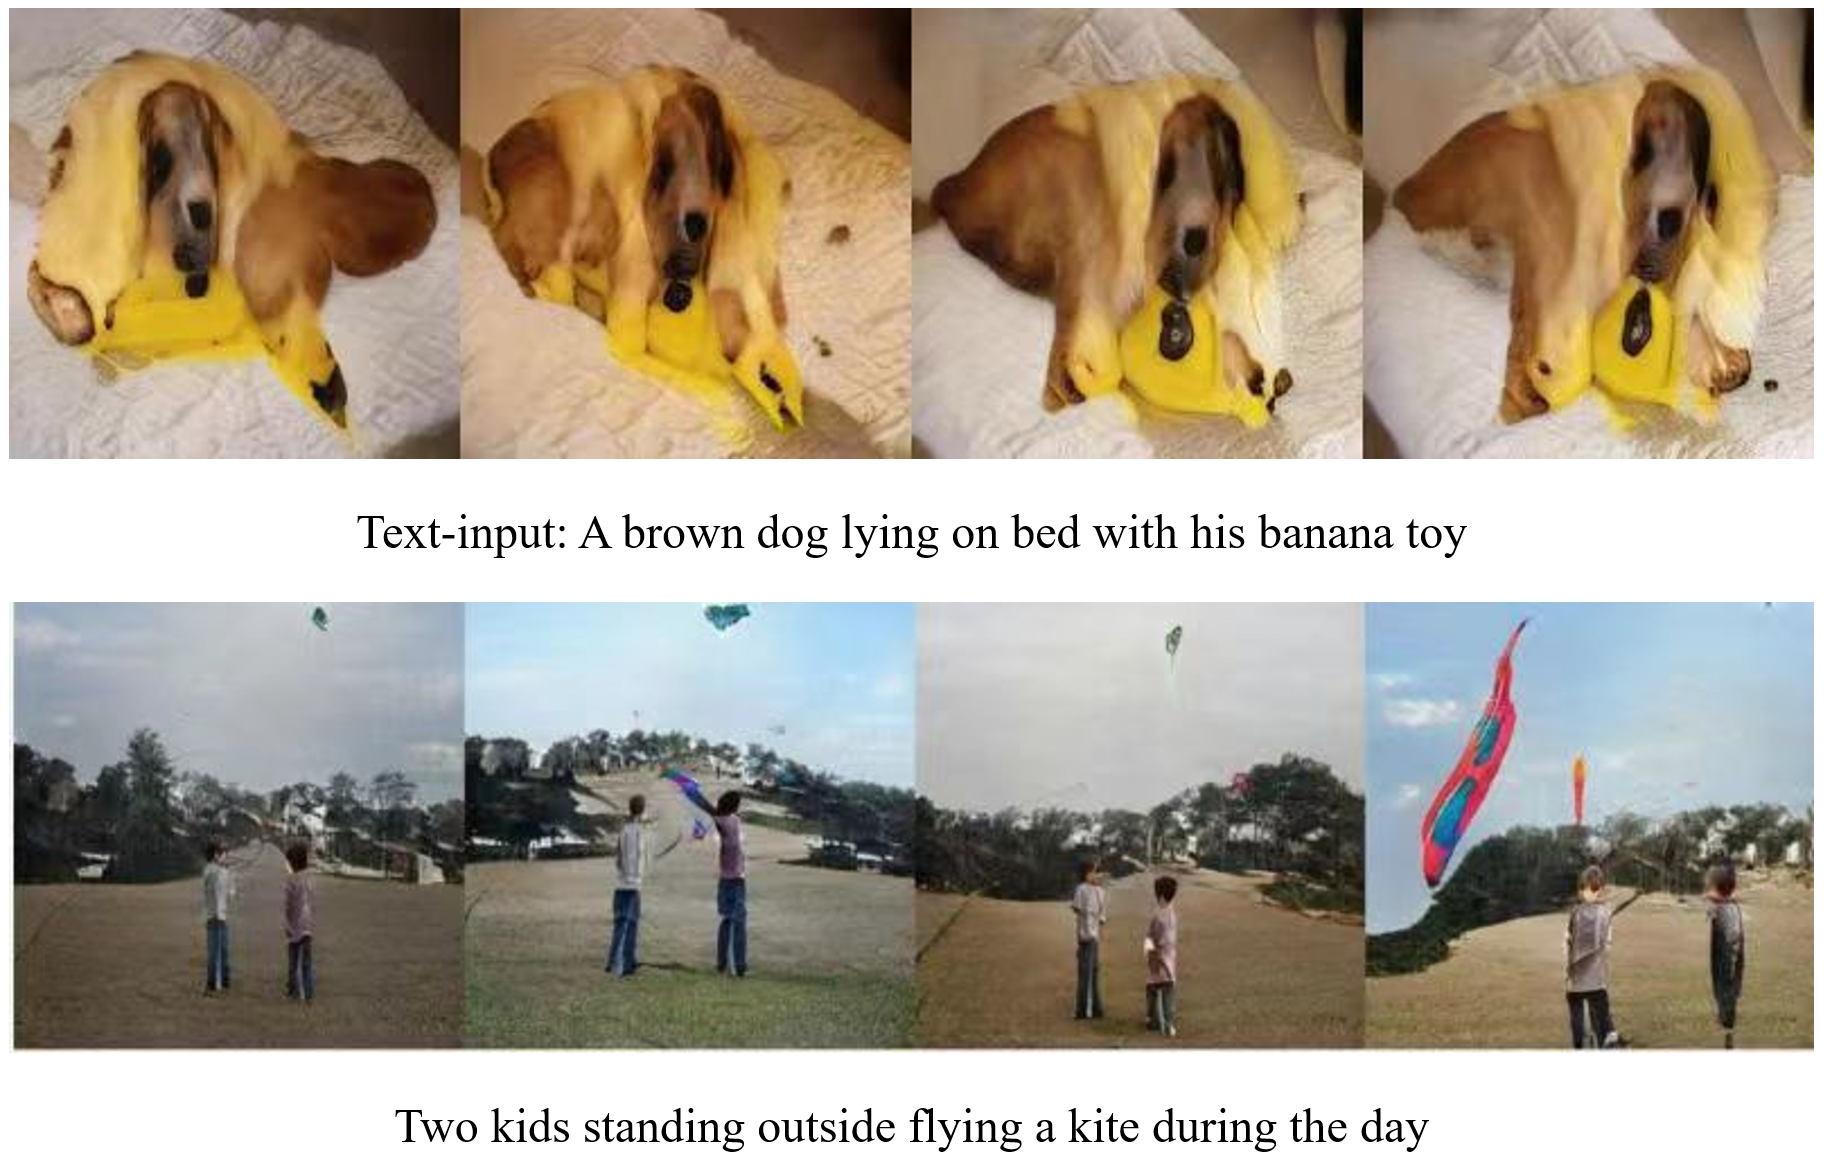 Text-input: A brown dog lying on bed with his banana toy
Two kids standing outside flying a kite during the day